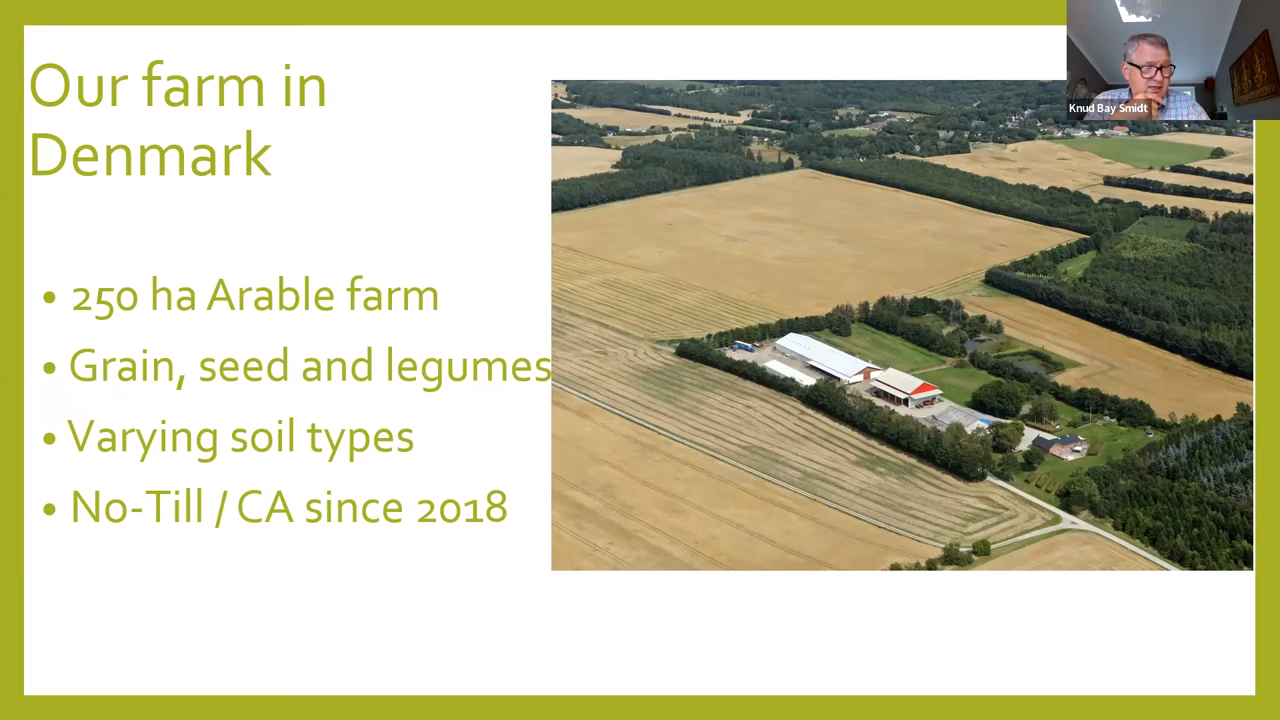 Our farm in
Denmark
• 250 ha Arable farm
• Grain, seed and legumes
• Varying soil types
• No-Till / CA since 2018
Knud Bay Smidt